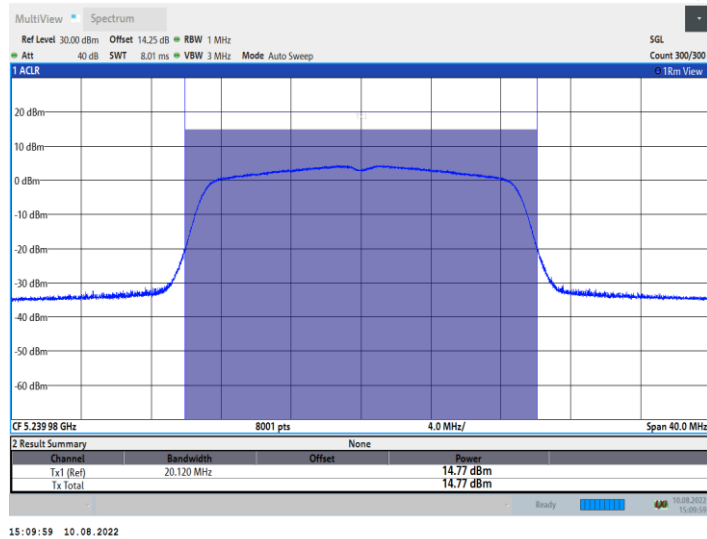 MultiView Spectrum
Ref Level 30.00 dBm Offset 14.25 dB RBW 1 MHz SGL
Att 40 dB SWT 8.01 ms VBW 3 MHz Mode Auto Sweep Count 300/300
1 ACLR 1Rm View
20 dBm
10 dBm
0 dBm
-10 dBm
-20 dBm
-30 dBm
-40 dBm
-50 dBm
-60 dBm
CF 5.239 98 GHz 8001 pts 4.0 MHz/ Span 40.0 MHz
2 Result Summary None
Channel Bandwidth Offset Power
Tx1 (Ref) 20.120 MHz 14.77 dBm
Tx Total 14.77 dBm
Ready 10.08.2022
15:09:59
15:09:59 10.08.2022